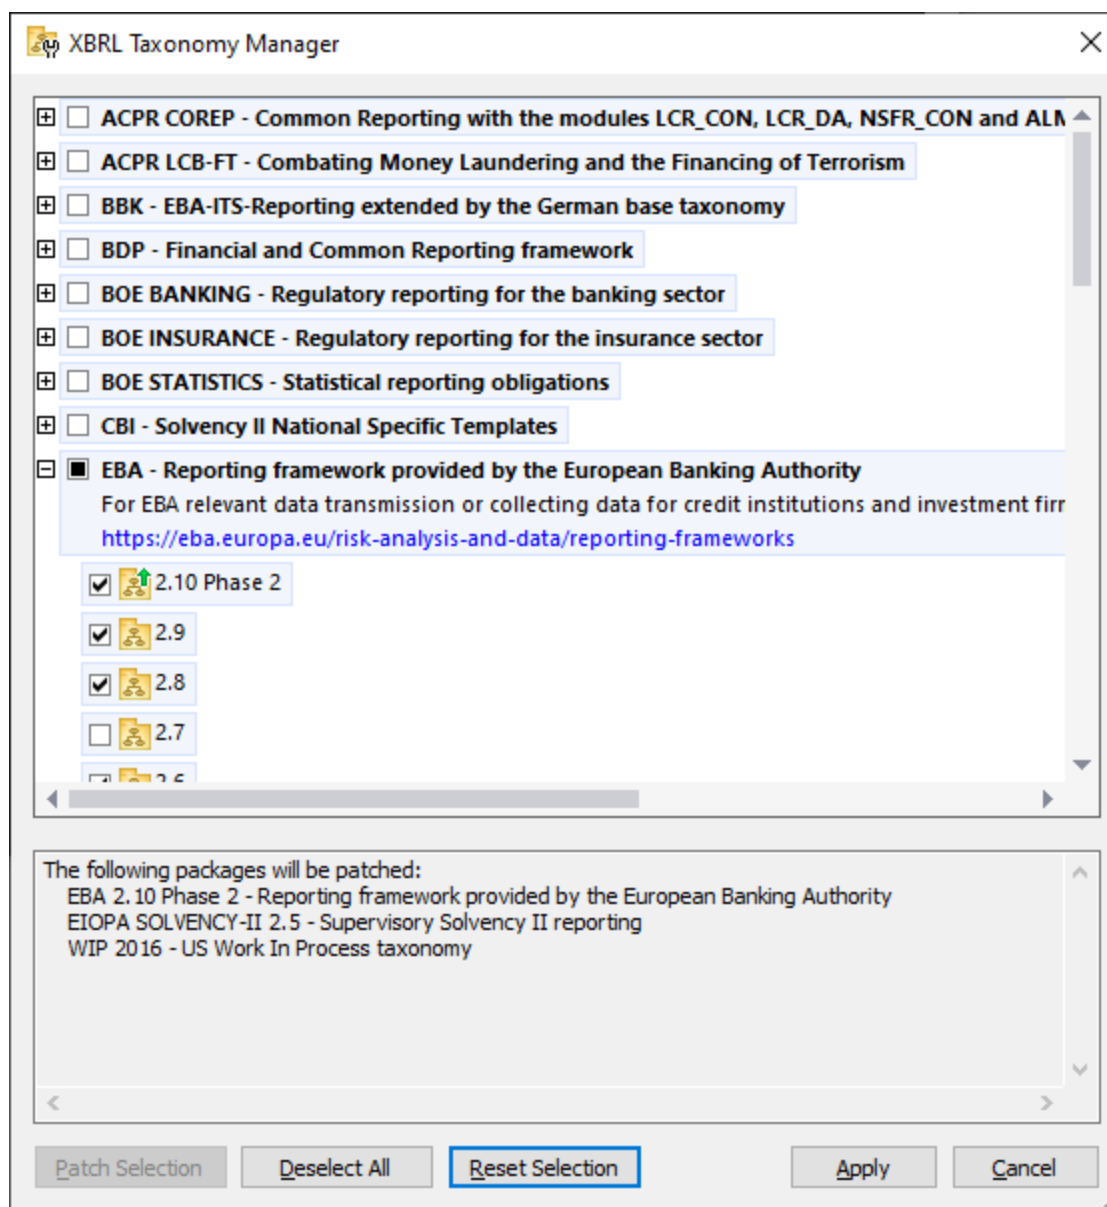 XBRL Taxonomy Manager
ACPR COREP - Common Reporting with the modules LCR_CON, LCR_DA, NSFR_CON and
ACPR LCB-FT - Combating Money Laundering and the Financing of Terrorism
BBK - EBA-ITS-Reporting extended by the German base taxonomy
BDP - Financial and Common Reporting framework
BOE BANKING - Regulatory reporting for the banking sector
BOE INSURANCE - Regulatory reporting for the insurance sector
BOE STATISTICS - Statistical reporting obligations
CBI - Solvency II National Specific Templates
EBA - Reporting framework provided by the European Banking Authority
For EBA relevant data transmission or collecting data for credit institutions and investment
https://eba.europa.eu/risk-analysis-and-data/reporting-frameworks
2.10 Phase 2
2.9
2.8
2.7
The following packages will be patched:
EBA 2.10 Phase 2 - Reporting framework provided by the European Banking Authority
EIOPA SOLVENCY-II 2.5 - Supervisory Solvency II reporting
WIP 2016 - US Work In Process taxonomy
Patch Selection
Deselect All
Reset Selection
Apply
Cancel